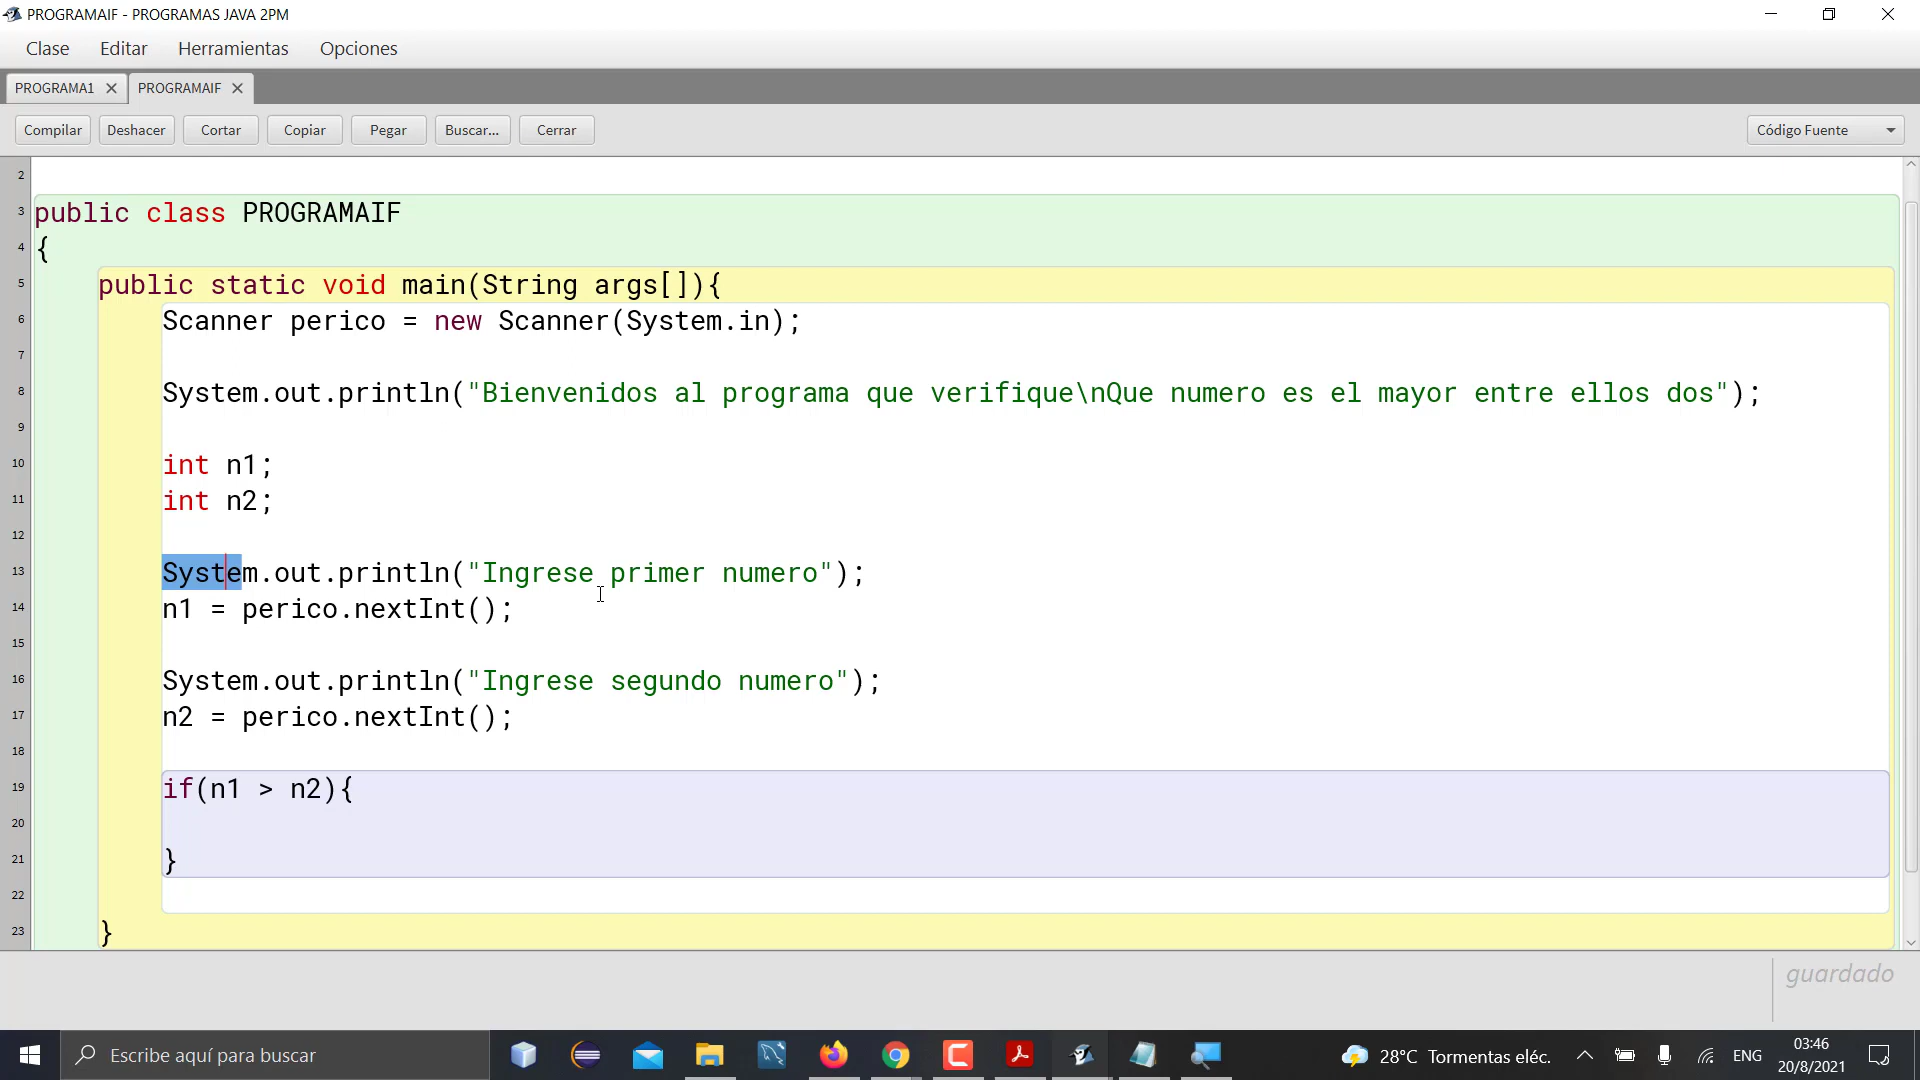 PROGRAMAIF - PROGRAMAS JAVA 2PM
Clase Editar Herramientas Opciones
PROGRAMA1 PROGRAMAIF
Compilar Deshacer Cortar Copiar Pegar Buscar... Cerrar Código Fuente
2
3 public class PROGRAMAIF
4 {
5 public static void main(String args[]){
6 Scanner perico = new Scanner(System.in);
7
8 System.out.println("Bienvenidos al programa que verifique\nQue numero es el mayor entre ellos dos");
9
10 int n1;
11 int n2;
12
13 System.out.println("Ingrese primer numero");
14 n1 = perico.nextInt();
15
16 System.out.println("Ingrese segundo numero");
17 n2 = perico.nextInt();
18
19 if(n1 > n2){
20
21 }
22
23 }
guardado
Escribe aquí para buscar
28°C Tormentas eléc.
ENG
03:46
20/8/2021